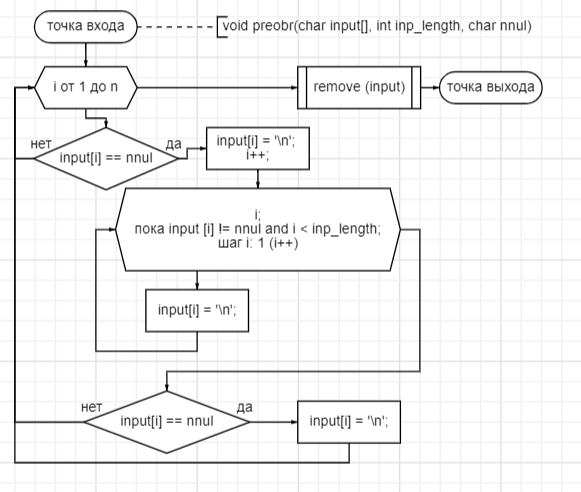 точка входа
void preobr(char input[], int inp_length, char nnul)
i от 1 до n
remove (input)
точка выхода
нет
да
input[i] == nnul
input[i] = '\n';
i++;
i;
пока input [i] != nnul and i < inp_length;
шаг i: 1 (i++)
input[i] = '\n';
нет
да
input[i] == nnul
input[i] = '\n';